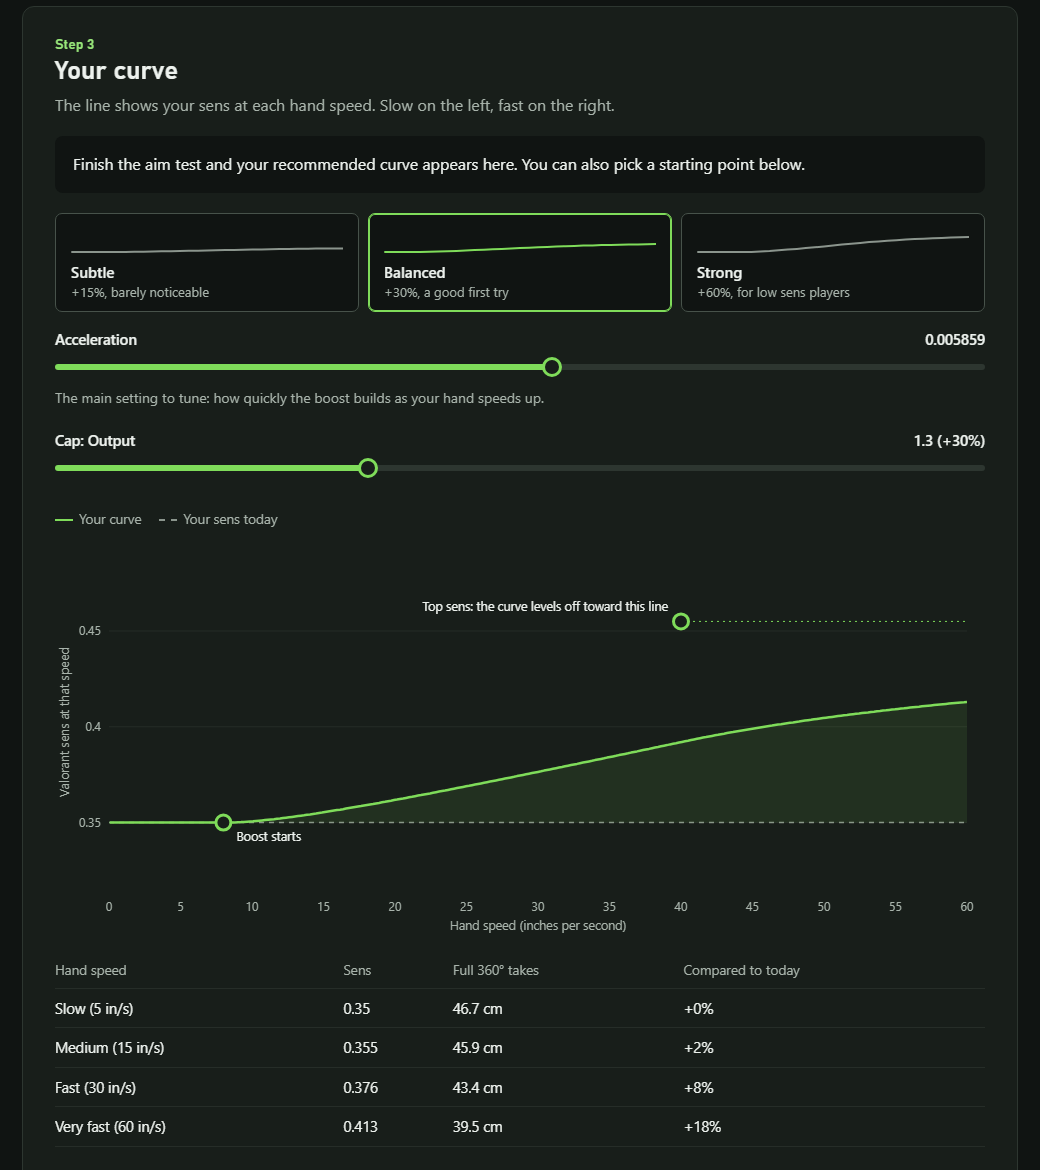 Step 3
Your curve
The line shows your sens at each hand speed. Slow on the left, fast on the right.
Finish the aim test and your recommended curve appears here. You can also pick a starting point below.
Subtle
+15%, barely noticeable
Balanced
+30%, a good first try
Strong
+60%, for low sens players
Acceleration 0.005859
The main setting to tune: how quickly the boost builds as your hand speeds up.
Cap: Output 1.3 (+30%)
Your curve Your sens today
Top sens: the curve levels off toward this line
0.45
0.4
0.35
Valorant sens at that speed
Boost starts
0 5 10 15 20 25 30 35 40 45 50 55 60
Hand speed (inches per second)
Hand speed Sens Full 360° takes Compared to today
Slow (5 in/s) 0.35 46.7 cm +0%
Medium (15 in/s) 0.355 45.9 cm +2%
Fast (30 in/s) 0.376 43.4 cm +8%
Very fast (60 in/s) 0.413 39.5 cm +18%